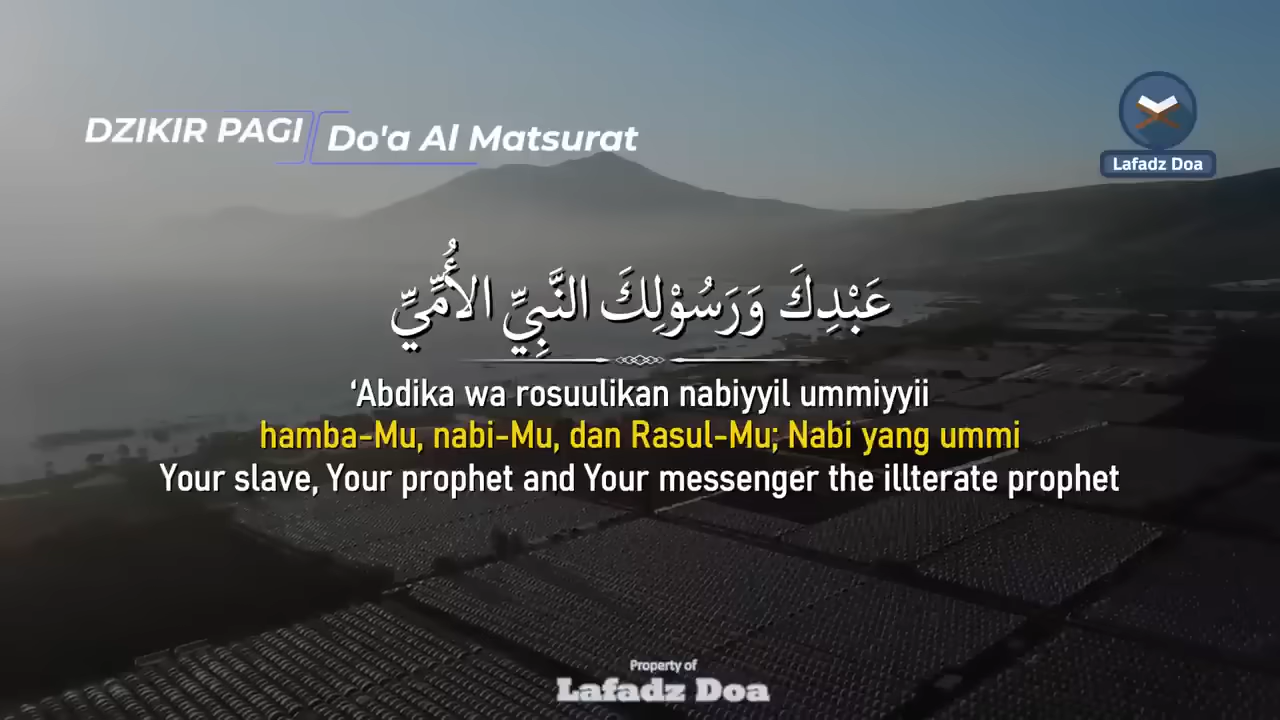 DZIKIR PAGI
Do'a Al Matsurat
Lafadz Doa
عَبْدِكَ وَرَسُوْلِكَ النَّبِيِّ الأُمِّيِّ
‘Abdika wa rosuulikan nabiyyil ummiyyii
hamba-Mu, nabi-Mu, dan Rasul-Mu; Nabi yang ummi
Your slave, Your prophet and Your messenger the illterate prophet
Property of
Lafadz Doa